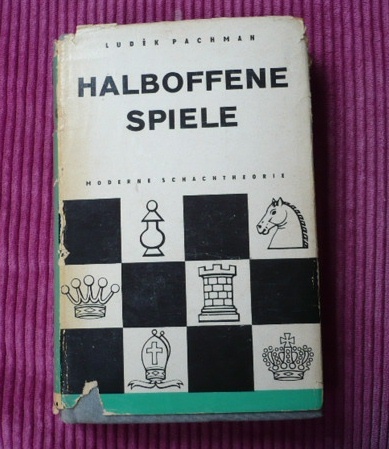 LUDĚK PACHMAN
HALBOFFENE
SPIELE
MODERNE SCHACHTHEORIE